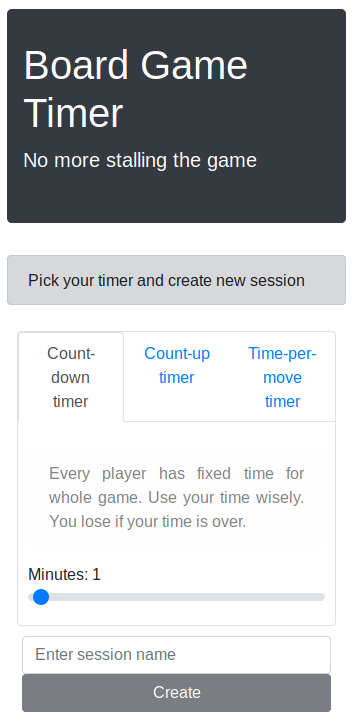 Board Game
Timer
No more stalling the game
Pick your timer and create new session
Count-
down
timer
Count-up
timer
Time-per-
move
timer
Every player has fixed time for
whole game. Use your time wisely.
You lose if your time is over.
Minutes: 1
Enter session name
Create